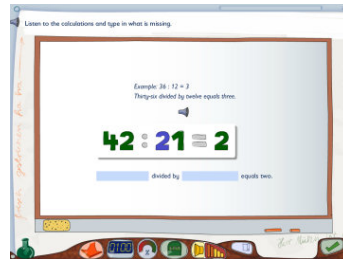 Listen to the calculations and type in what is missing.
Example: 36 : 12 = 3
Thirty-six divided by twelve equals three.
42 : 21 = 2
divided by equals two.
0100